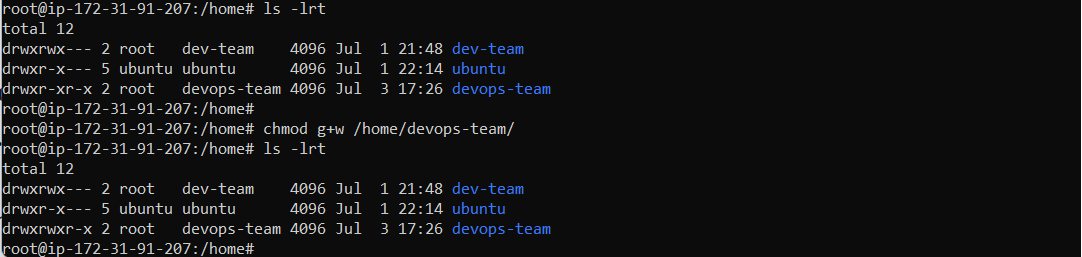 root@ip-172-31-91-207:/home# ls -lrt
total 12
drwxrwx--- 2 root   dev-team    4096 Jul  1 21:48 dev-team
drwxr-x--- 5 ubuntu ubuntu      4096 Jul  1 22:14 ubuntu
drwxr-xr-x 2 root   devops-team 4096 Jul  3 17:26 devops-team
root@ip-172-31-91-207:/home#
root@ip-172-31-91-207:/home# chmod g+w /home/devops-team/
root@ip-172-31-91-207:/home# ls -lrt
total 12
drwxrwx--- 2 root   dev-team    4096 Jul  1 21:48 dev-team
drwxr-x--- 5 ubuntu ubuntu      4096 Jul  1 22:14 ubuntu
drwxrwxr-x 2 root   devops-team 4096 Jul  3 17:26 devops-team
root@ip-172-31-91-207:/home#